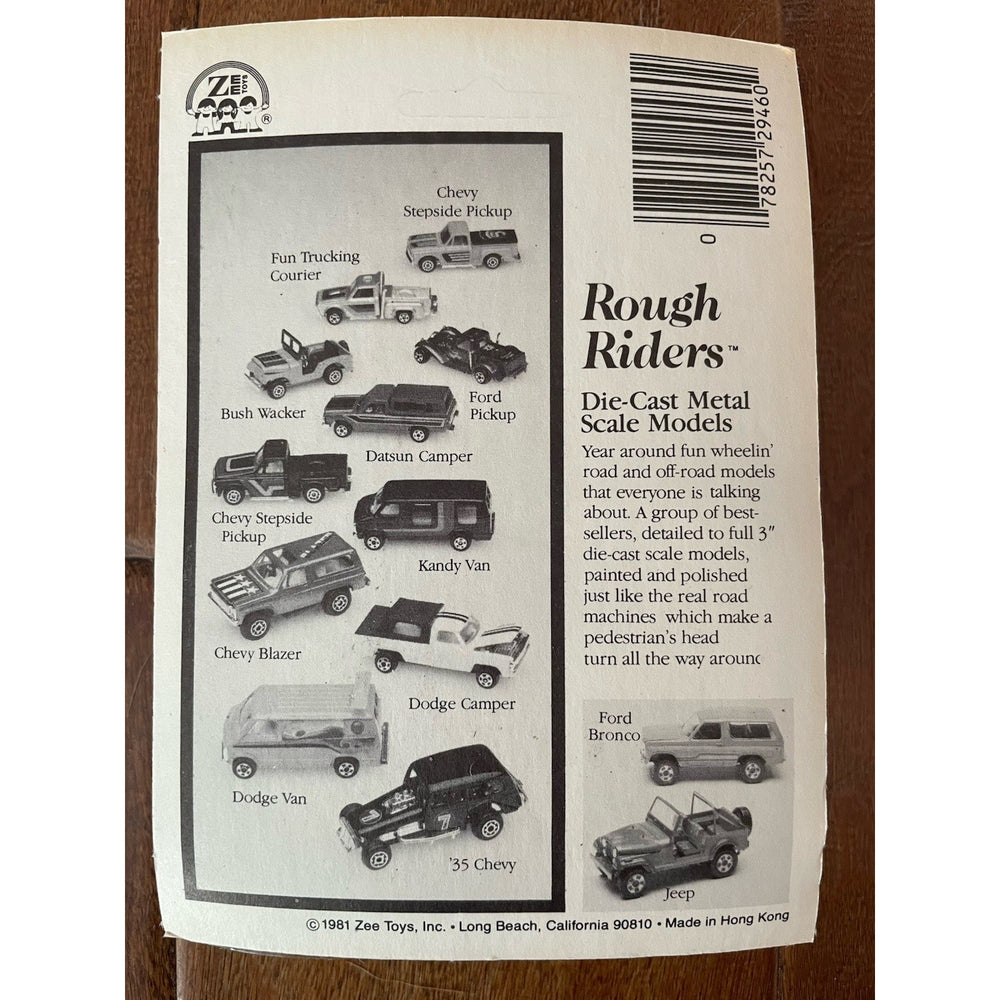 ZEE
TOYS
®
78257 29460
0
Chevy
Stepside Pickup
Fun Trucking
Courier
Bush Wacker
Ford
Pickup
Datsun Camper
Chevy Stepside
Pickup
Kandy Van
Chevy Blazer
Dodge Camper
Dodge Van
7
'35 Chevy
Rough
Riders™
Die-Cast Metal
Scale Models
Year around fun wheelin'
road and off-road models
that everyone is talking
about. A group of best-
sellers, detailed to full 3"
die-cast scale models,
painted and polished
just like the real road
machines which make a
pedestrian's head
turn all the way around
Ford
Bronco
Jeep
©1981 Zee Toys, Inc. • Long Beach, California 90810 • Made in Hong Kong